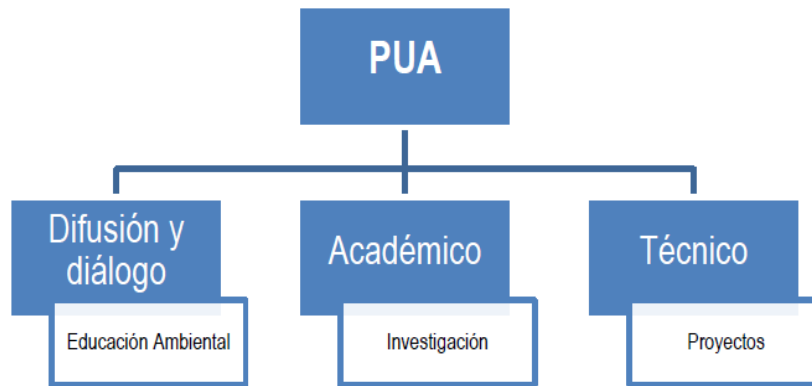 PUA
Difusión y
diálogo
Educación Ambiental
Académico
Investigación
Técnico
Proyectos